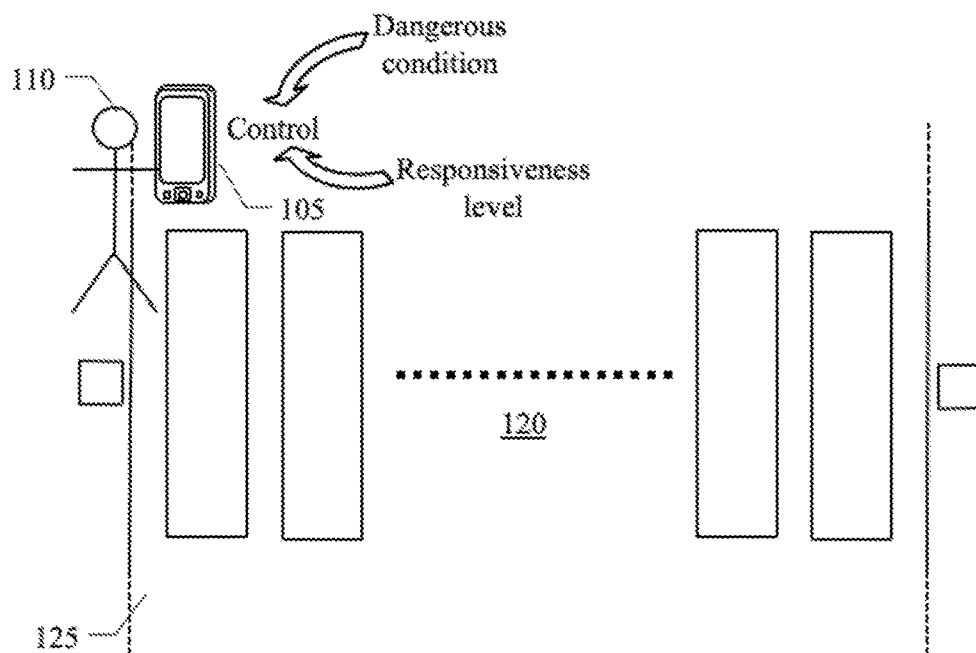 Dangerous
condition
110
Control
Responsiveness
level
105
120
125